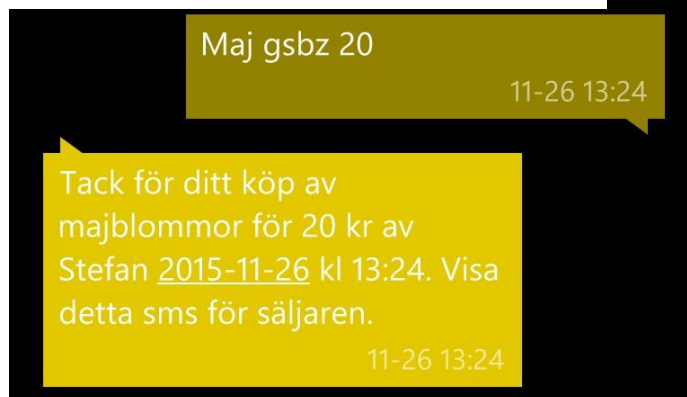 Maj gsbz 20
11-26 13:24
Tack för ditt köp av
majblommor för 20 kr av
Stefan 2015-11-26 kl 13:24. Visa
detta sms för säljaren.
11-26 13:24